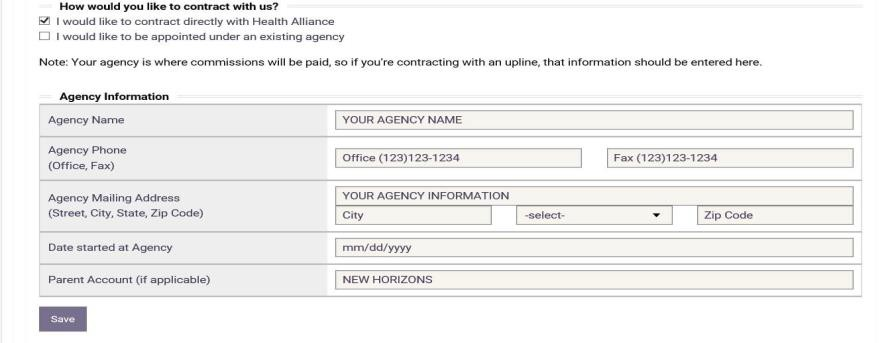 How would you like to contract with us?
I would like to contract directly with Health Alliance
I would like to be appointed under an existing agency
Note: Your agency is where commissions will be paid, so if you're contracting with an upline, that information should be entered here.
Agency Information
Agency Name YOUR AGENCY NAME
Agency Phone
(Office, Fax) Office (123)123-1234 Fax (123)123-1234
Agency Mailing Address YOUR AGENCY INFORMATION
(Street, City, State, Zip Code) City -select- Zip Code
Date started at Agency mm/dd/yyyy
Parent Account (if applicable) NEW HORIZONS
Save